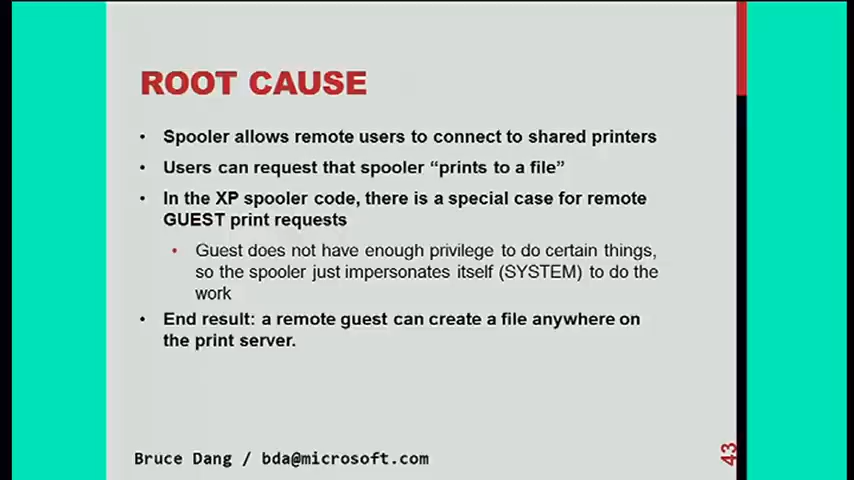 ROOT CAUSE
• Spooler allows remote users to connect to shared printers
• Users can request that spooler “prints to a file”
• In the XP spooler code, there is a special case for remote
GUEST print requests
• Guest does not have enough privilege to do certain things,
so the spooler just impersonates itself (SYSTEM) to do the
work
• End result: a remote guest can create a file anywhere on
the print server.
Bruce Dang / bda@microsoft.com
43